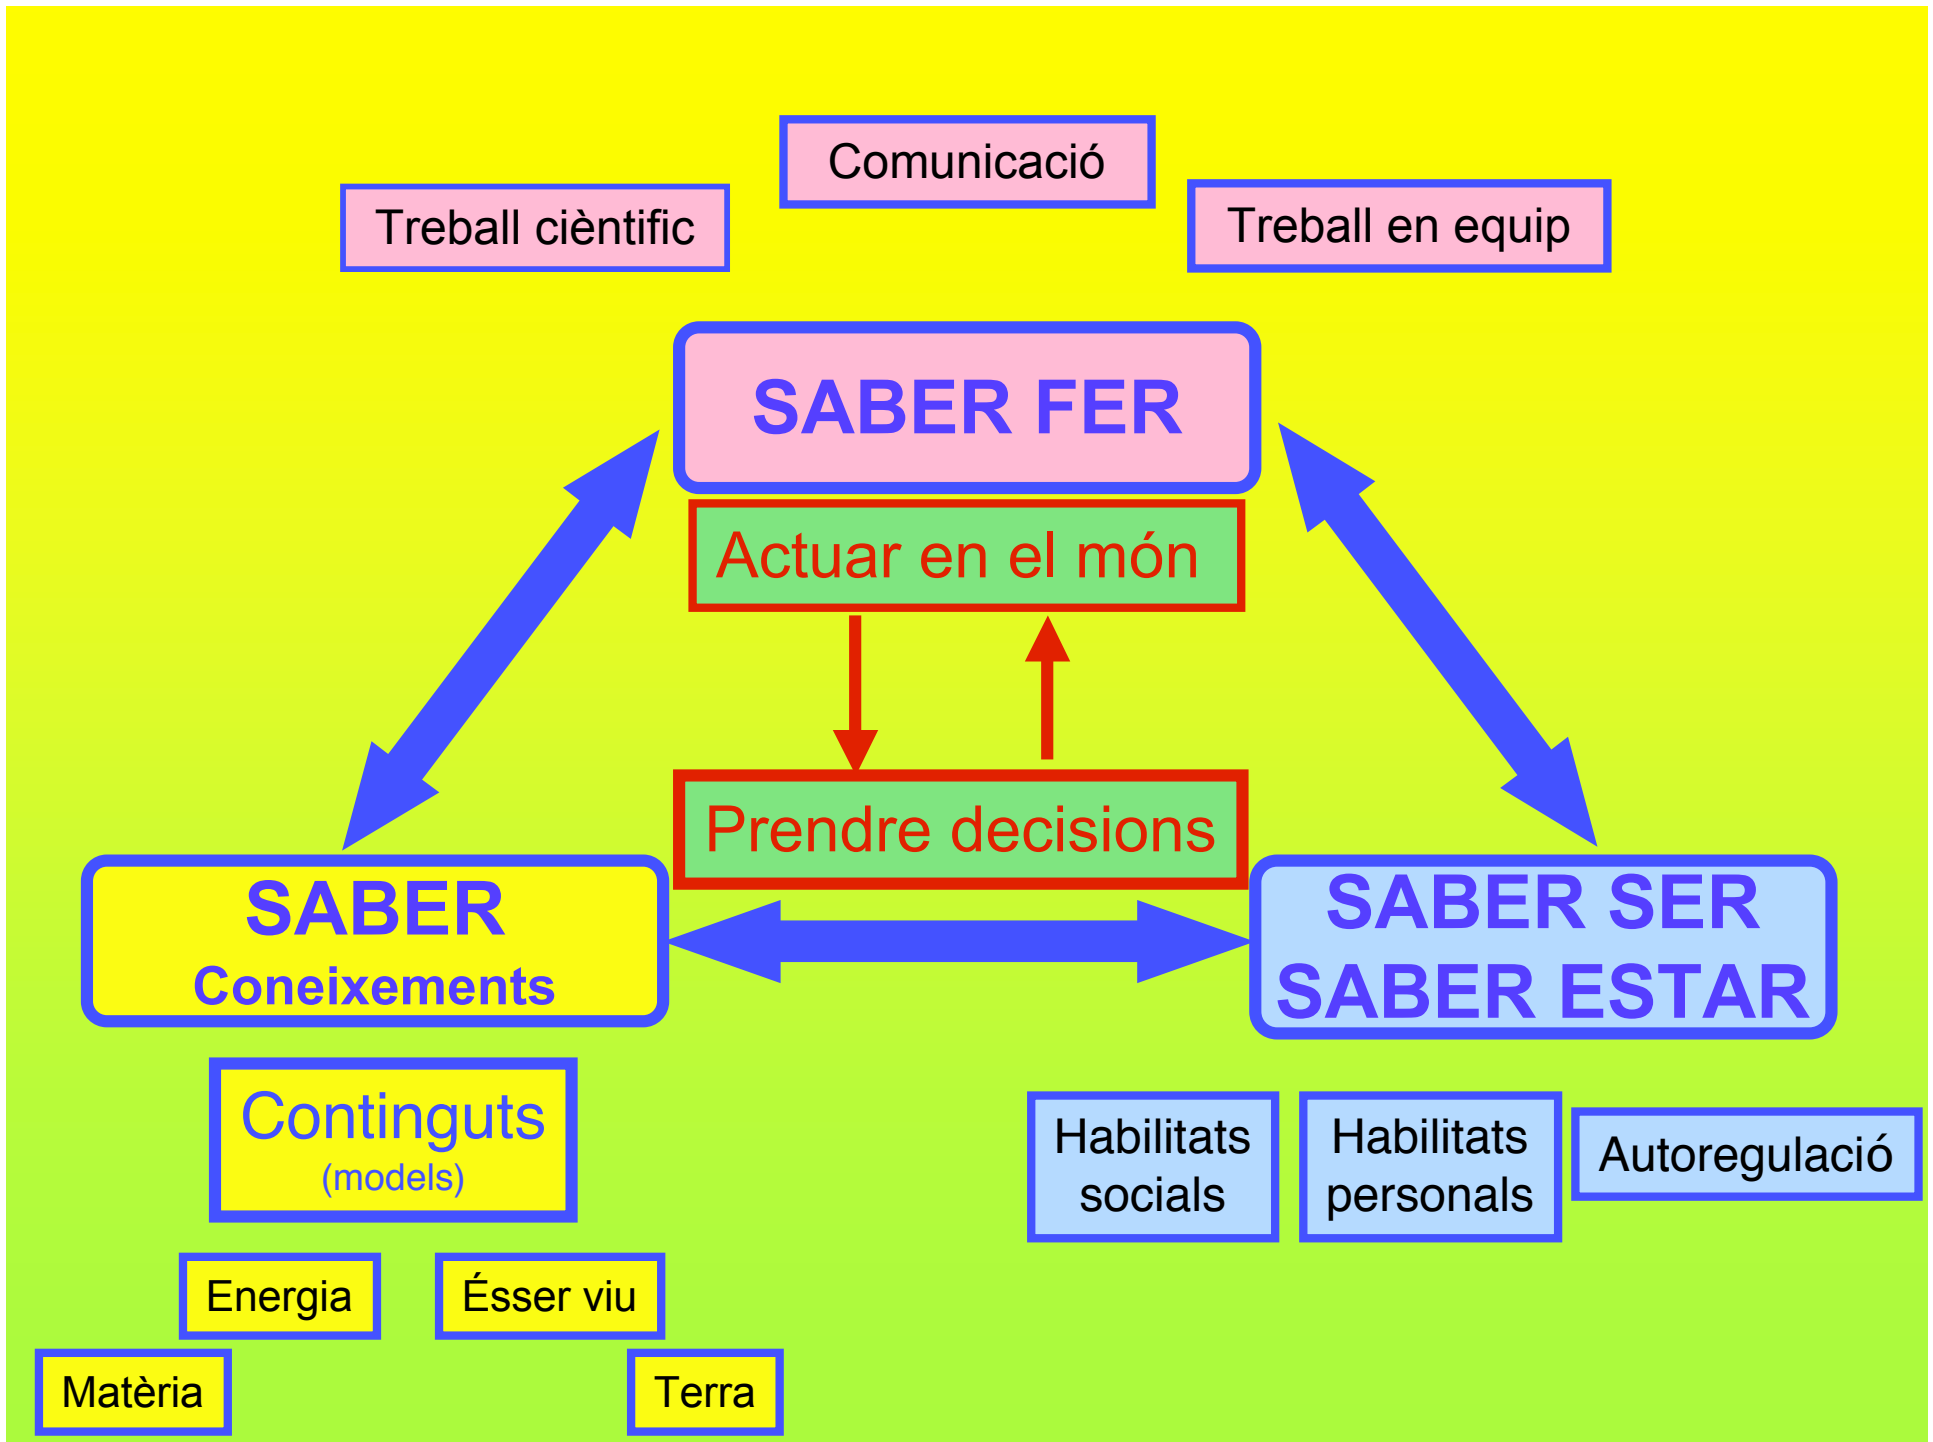 Comunicació
Treball cièntific
Treball en equip
SABER FER
Actuar en el món
Prendre decisions
SABER
Coneixements
SABER SER
SABER ESTAR
Continguts
(models)
Habilitats
socials
Habilitats
personals
Autoregulació
Energia
Ésser viu
Matèria
Terra